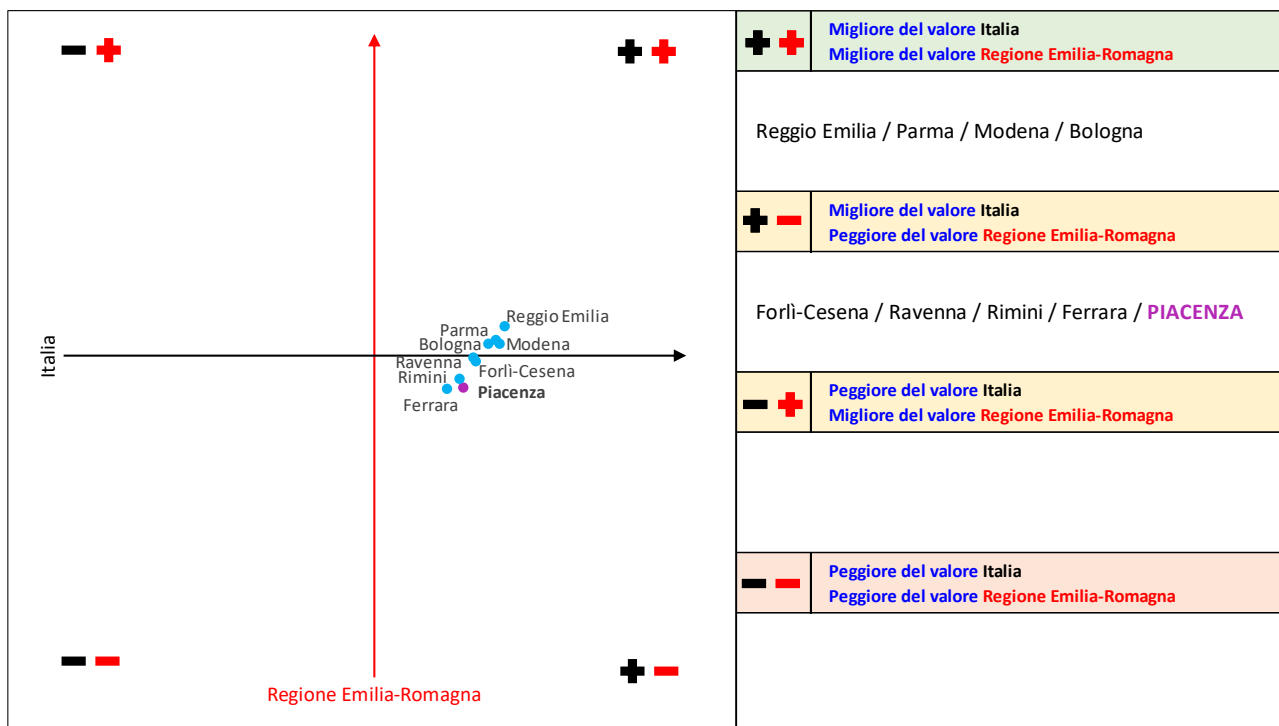 Italia
Regione Emilia-Romagna
Reggio Emilia
Parma
Bologna
Modena
Ravenna
Forlì-Cesena
Rimini
Piacenza
Ferrara
Migliore del valore Italia
Migliore del valore Regione Emilia-Romagna
Reggio Emilia / Parma / Modena / Bologna
Migliore del valore Italia
Peggiore del valore Regione Emilia-Romagna
Forlì-Cesena / Ravenna / Rimini / Ferrara / PIACENZA
Peggiore del valore Italia
Migliore del valore Regione Emilia-Romagna
Peggiore del valore Italia
Peggiore del valore Regione Emilia-Romagna